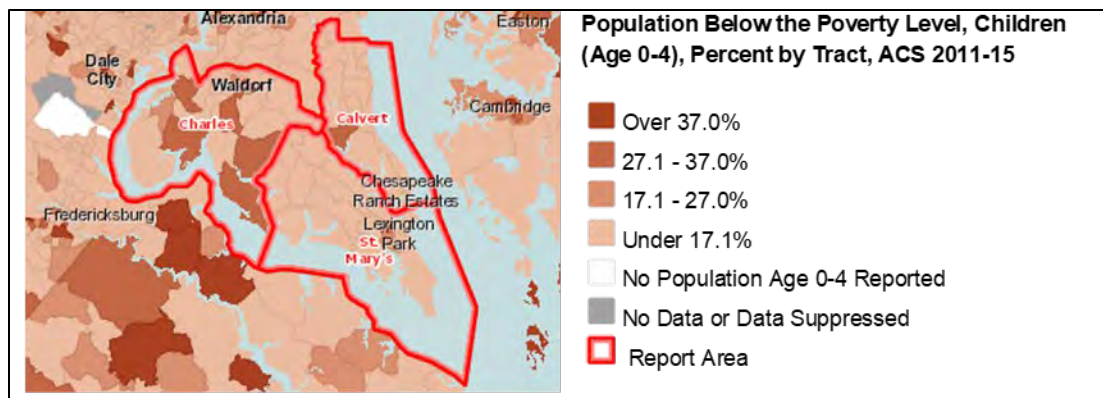 Alexandria
Easton
Dale
City
Waldorf
Cambridge
Charles
Calvert
Chesapeake
Ranch Estates
Fredericksburg
Lexington
Park
St.
Mary's
Population Below the Poverty Level, Children
(Age 0-4), Percent by Tract, ACS 2011-15
Over 37.0%
27.1 - 37.0%
17.1 - 27.0%
Under 17.1%
No Population Age 0-4 Reported
No Data or Data Suppressed
Report Area